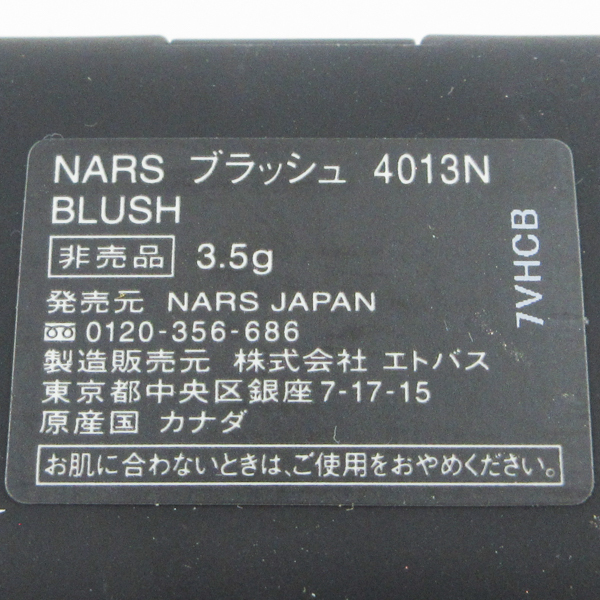 NARS ブラッシュ 4013N
BLUSH
非売品 3.5g
発売元 NARS JAPAN
0120-356-686
製造販売元 株式会社 エトバス
東京都中央区銀座7-17-15
原産国 カナダ
お肌に合わないときは、ご使用をおやめください。
7VHCB